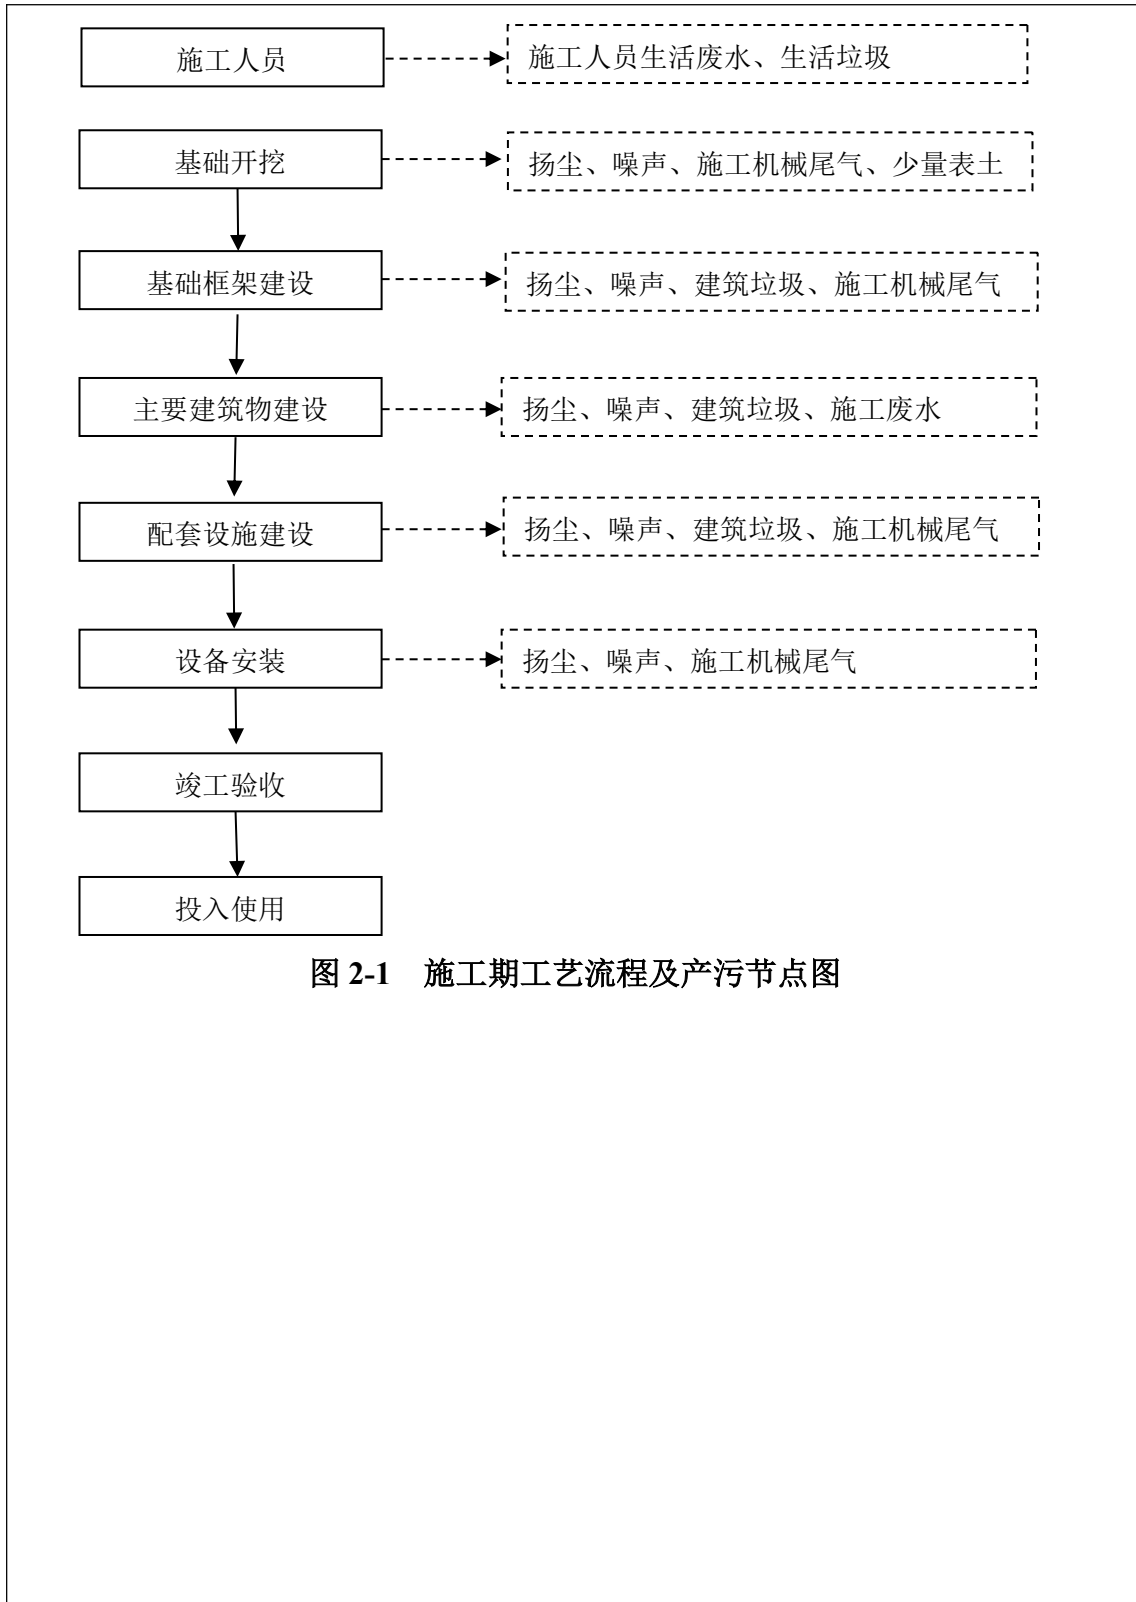 施工人员
施工人员生活废水、生活垃圾
基础开挖
扬尘、噪声、施工机械尾气、少量表土
基础框架建设
扬尘、噪声、建筑垃圾、施工机械尾气
主要建筑物建设
扬尘、噪声、建筑垃圾、施工废水
配套设施建设
扬尘、噪声、建筑垃圾、施工机械尾气
设备安装
扬尘、噪声、施工机械尾气
竣工验收
投入使用
图 2-1 施工期工艺流程及产污节点图